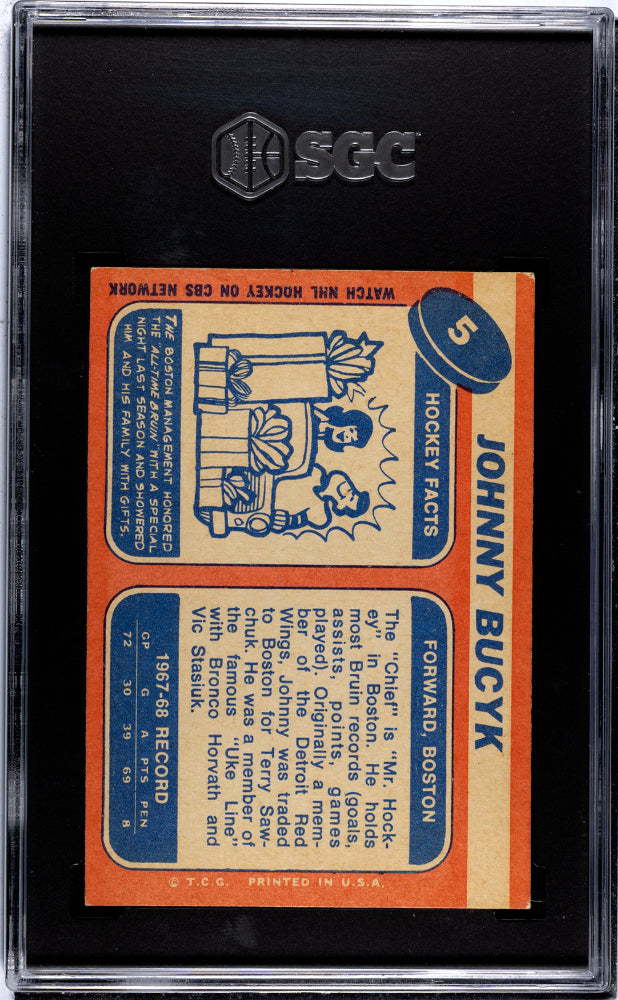 SGC
5
JOHNNY BUCYK
HOCKEY FACTS
THE BOSTON MANAGEMENT HONORED
THE "ALL-TIME BRUIN" WITH A SPECIAL
NIGHT LAST SEASON AND SHOWERED
HIM AND HIS FAMILY WITH GIFTS.
WATCH NHL HOCKEY ON CBS NETWORK
FORWARD, BOSTON
The "Chief" is "Mr. Hock-
ey" in Boston. He holds
most Bruin records (goals,
assists, points, games
played). Originally a mem-
ber of the Detroit Red
Wings, Johnny was traded
to Boston for Terry Saw-
chuk. He was a member of
the famous "Uke Line"
with Bronco Horvath and
Vic Stasiuk.
1967-68 RECORD
GP G A PTS PEN
72 30 39 69 8
© T.C.G. PRINTED IN U.S.A.